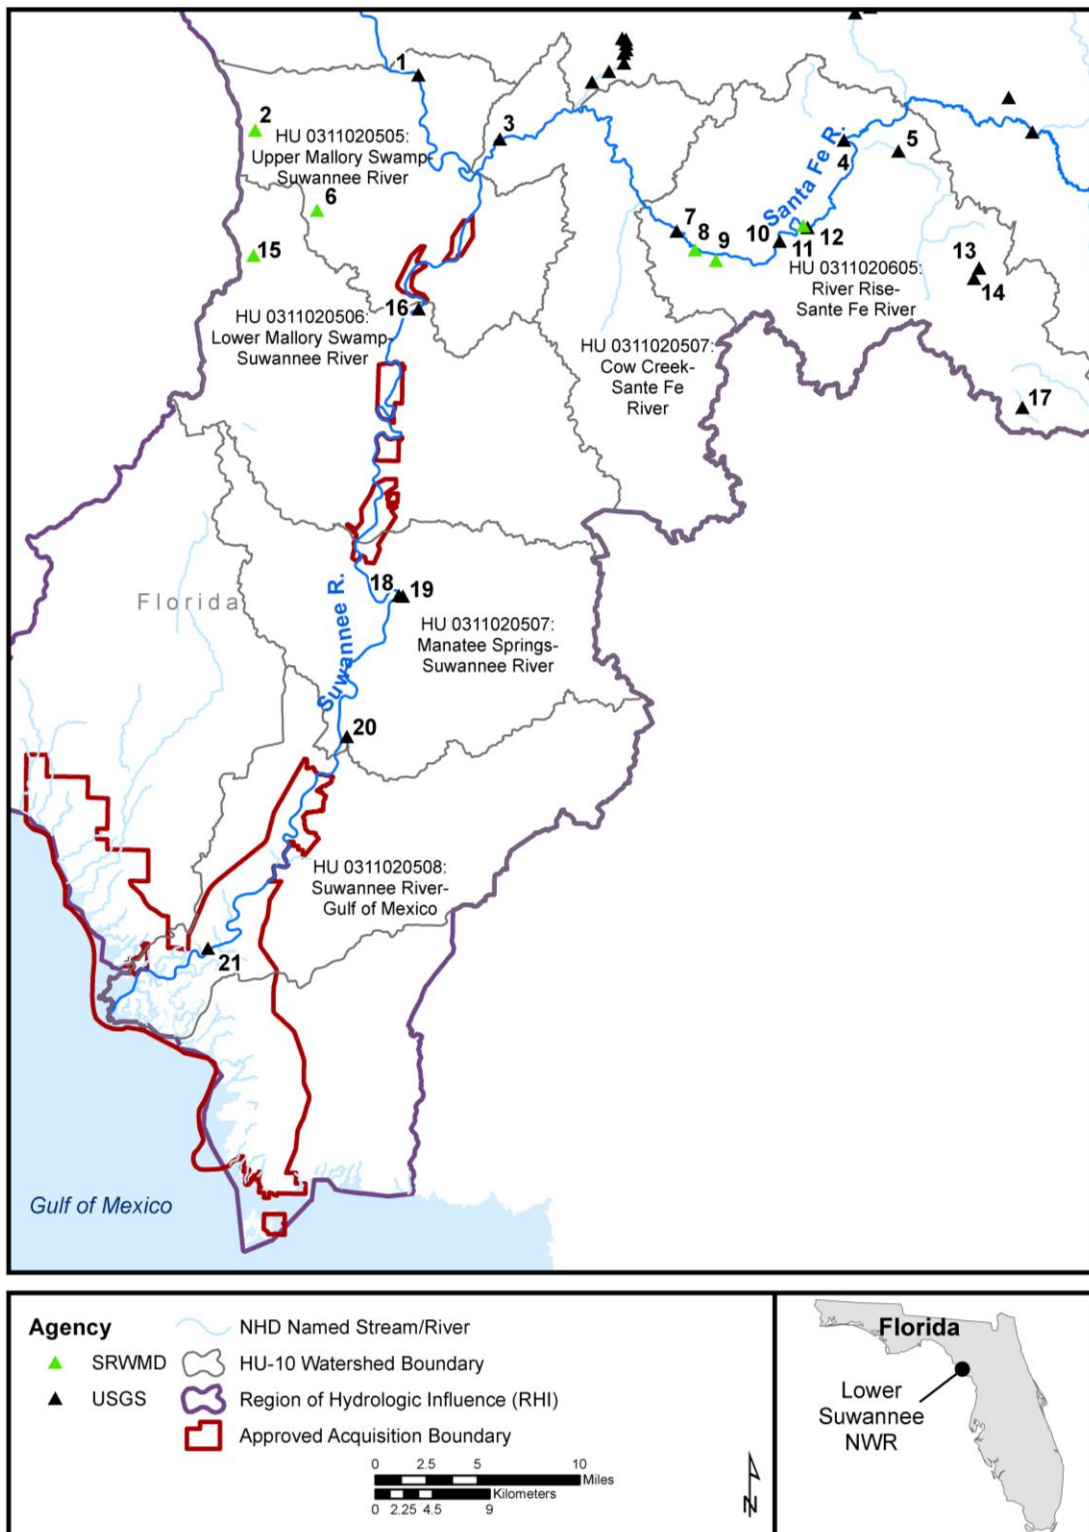 1
2
HU 0311020505:
Upper Mallory Swamp-
Suwannee River
3
4
5
Santa Fe R.
6
7
8
9
10
11
12
HU 0311020605:
River Rise-
Sante Fe River
13
14
15
16
HU 0311020506:
Lower Mallory Swamp-
Suwannee River
HU 0311020507:
Cow Creek-
Sante Fe
River
17
Florida
18
19
Suwannee R.
HU 0311020507:
Manatee Springs-
Suwannee River
20
HU 0311020508:
Suwannee River-
Gulf of Mexico
21
Gulf of Mexico
Agency
SRWMD
USGS
NHD Named Stream/River
HU-10 Watershed Boundary
Region of Hydrologic Influence (RHI)
Approved Acquisition Boundary
0 2.5 5 10
Miles
Kilometers
0 2.25 4.5 9
N
Florida
Lower
Suwannee
NWR